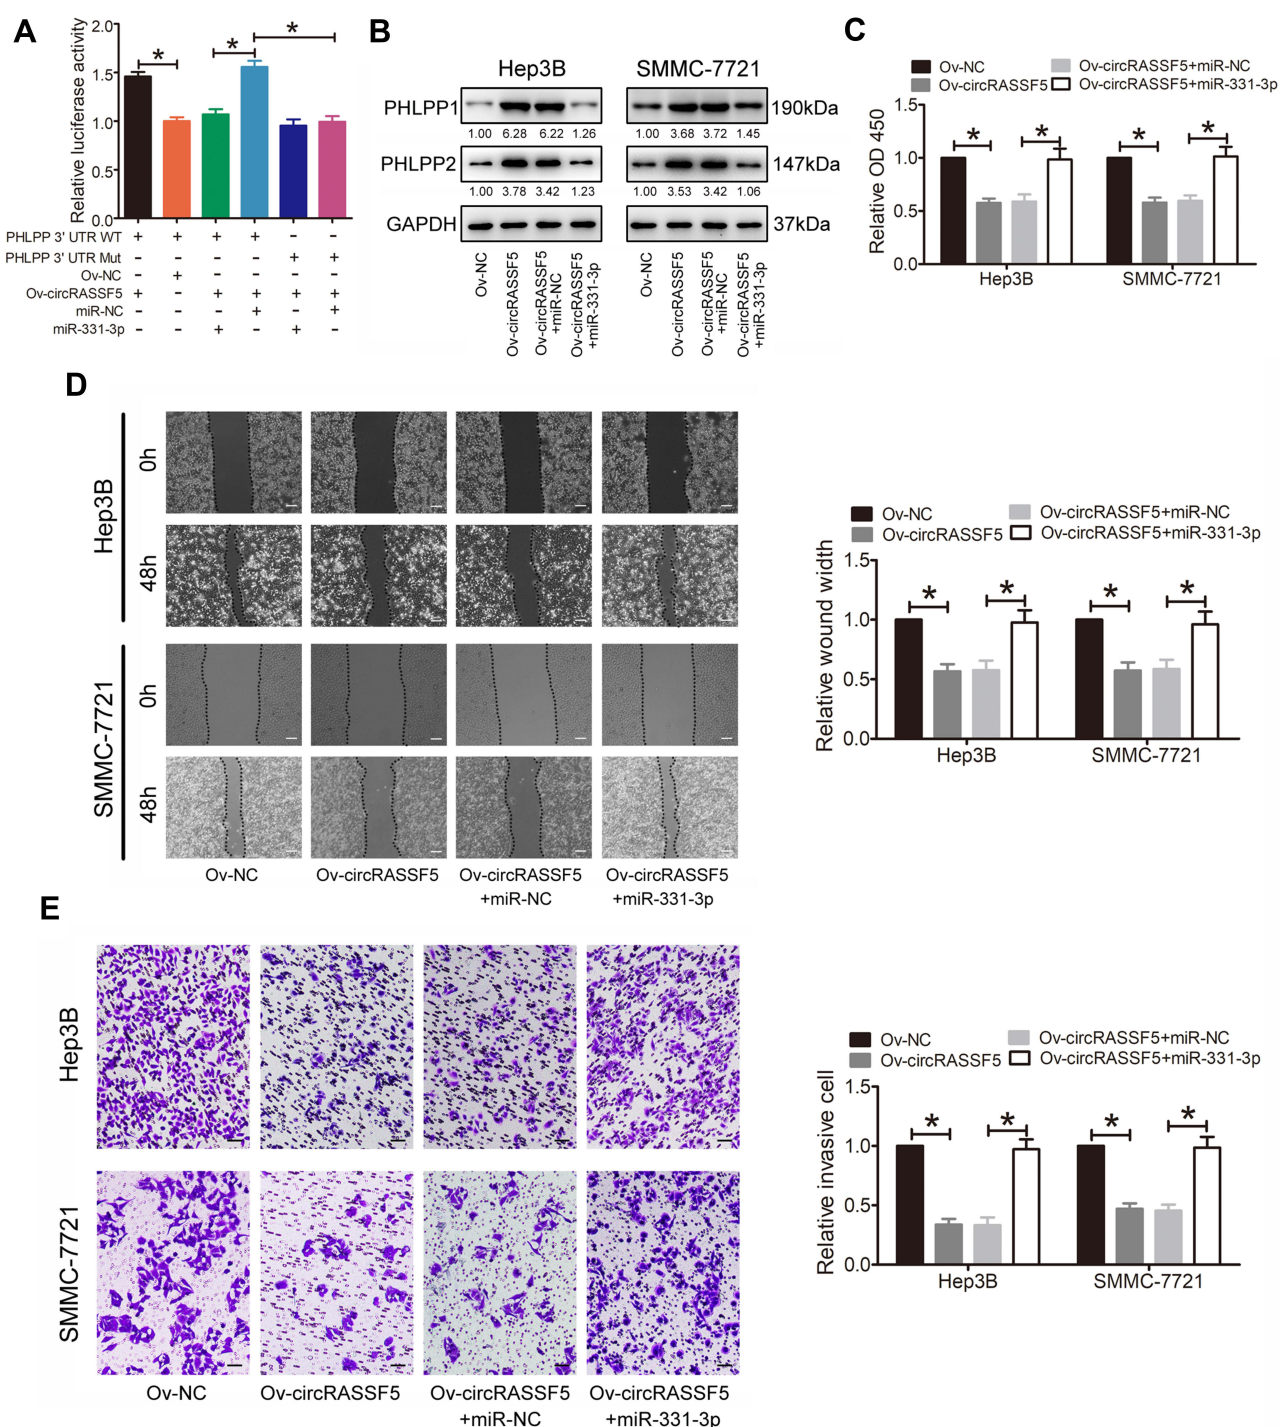 A
Relative luciferase activity
2.0
1.5
1.0
0.5
0.0
* * *
PHLPP 3' UTR WT + + + + - -
PHLPP 3' UTR Mut - - - - + +
Ov-NC - + - - - -
Ov-circRASSF5 + - + + + +
miR-NC - - - + - +
miR-331-3p - - + - + -
B
Hep3B SMMC-7721
PHLPP1 190kDa
1.00 6.28 6.22 1.26 1.00 3.68 3.72 1.45
PHLPP2 147kDa
1.00 3.78 3.42 1.23 1.00 3.53 3.42 1.06
GAPDH 37kDa
Ov-NC
Ov-circRASSF5
Ov-circRASSF5
+miR-NC
Ov-circRASSF5
+miR-331-3p
Ov-NC
Ov-circRASSF5
Ov-circRASSF5
+miR-NC
Ov-circRASSF5
+miR-331-3p
C
Ov-NC Ov-circRASSF5+miR-NC
Ov-circRASSF5 Ov-circRASSF5+miR-331-3p
Relative OD 450
1.5
1.0
0.5
0.0
* * * *
Hep3B SMMC-7721
D
Hep3B
0h
48h
SMMC-7721
0h
48h
Ov-NC Ov-circRASSF5 Ov-circRASSF5 Ov-circRASSF5
+miR-NC +miR-331-3p
Ov-NC Ov-circRASSF5+miR-NC
Ov-circRASSF5 Ov-circRASSF5+miR-331-3p
Relative wound width
1.5
1.0
0.5
0.0
* * * *
Hep3B SMMC-7721
E
Hep3B
SMMC-7721
Ov-NC Ov-circRASSF5 Ov-circRASSF5 Ov-circRASSF5
+miR-NC +miR-331-3p
Ov-NC Ov-circRASSF5+miR-NC
Ov-circRASSF5 Ov-circRASSF5+miR-331-3p
Relative invasive cell
1.5
1.0
0.5
0.0
* * * *
Hep3B SMMC-7721